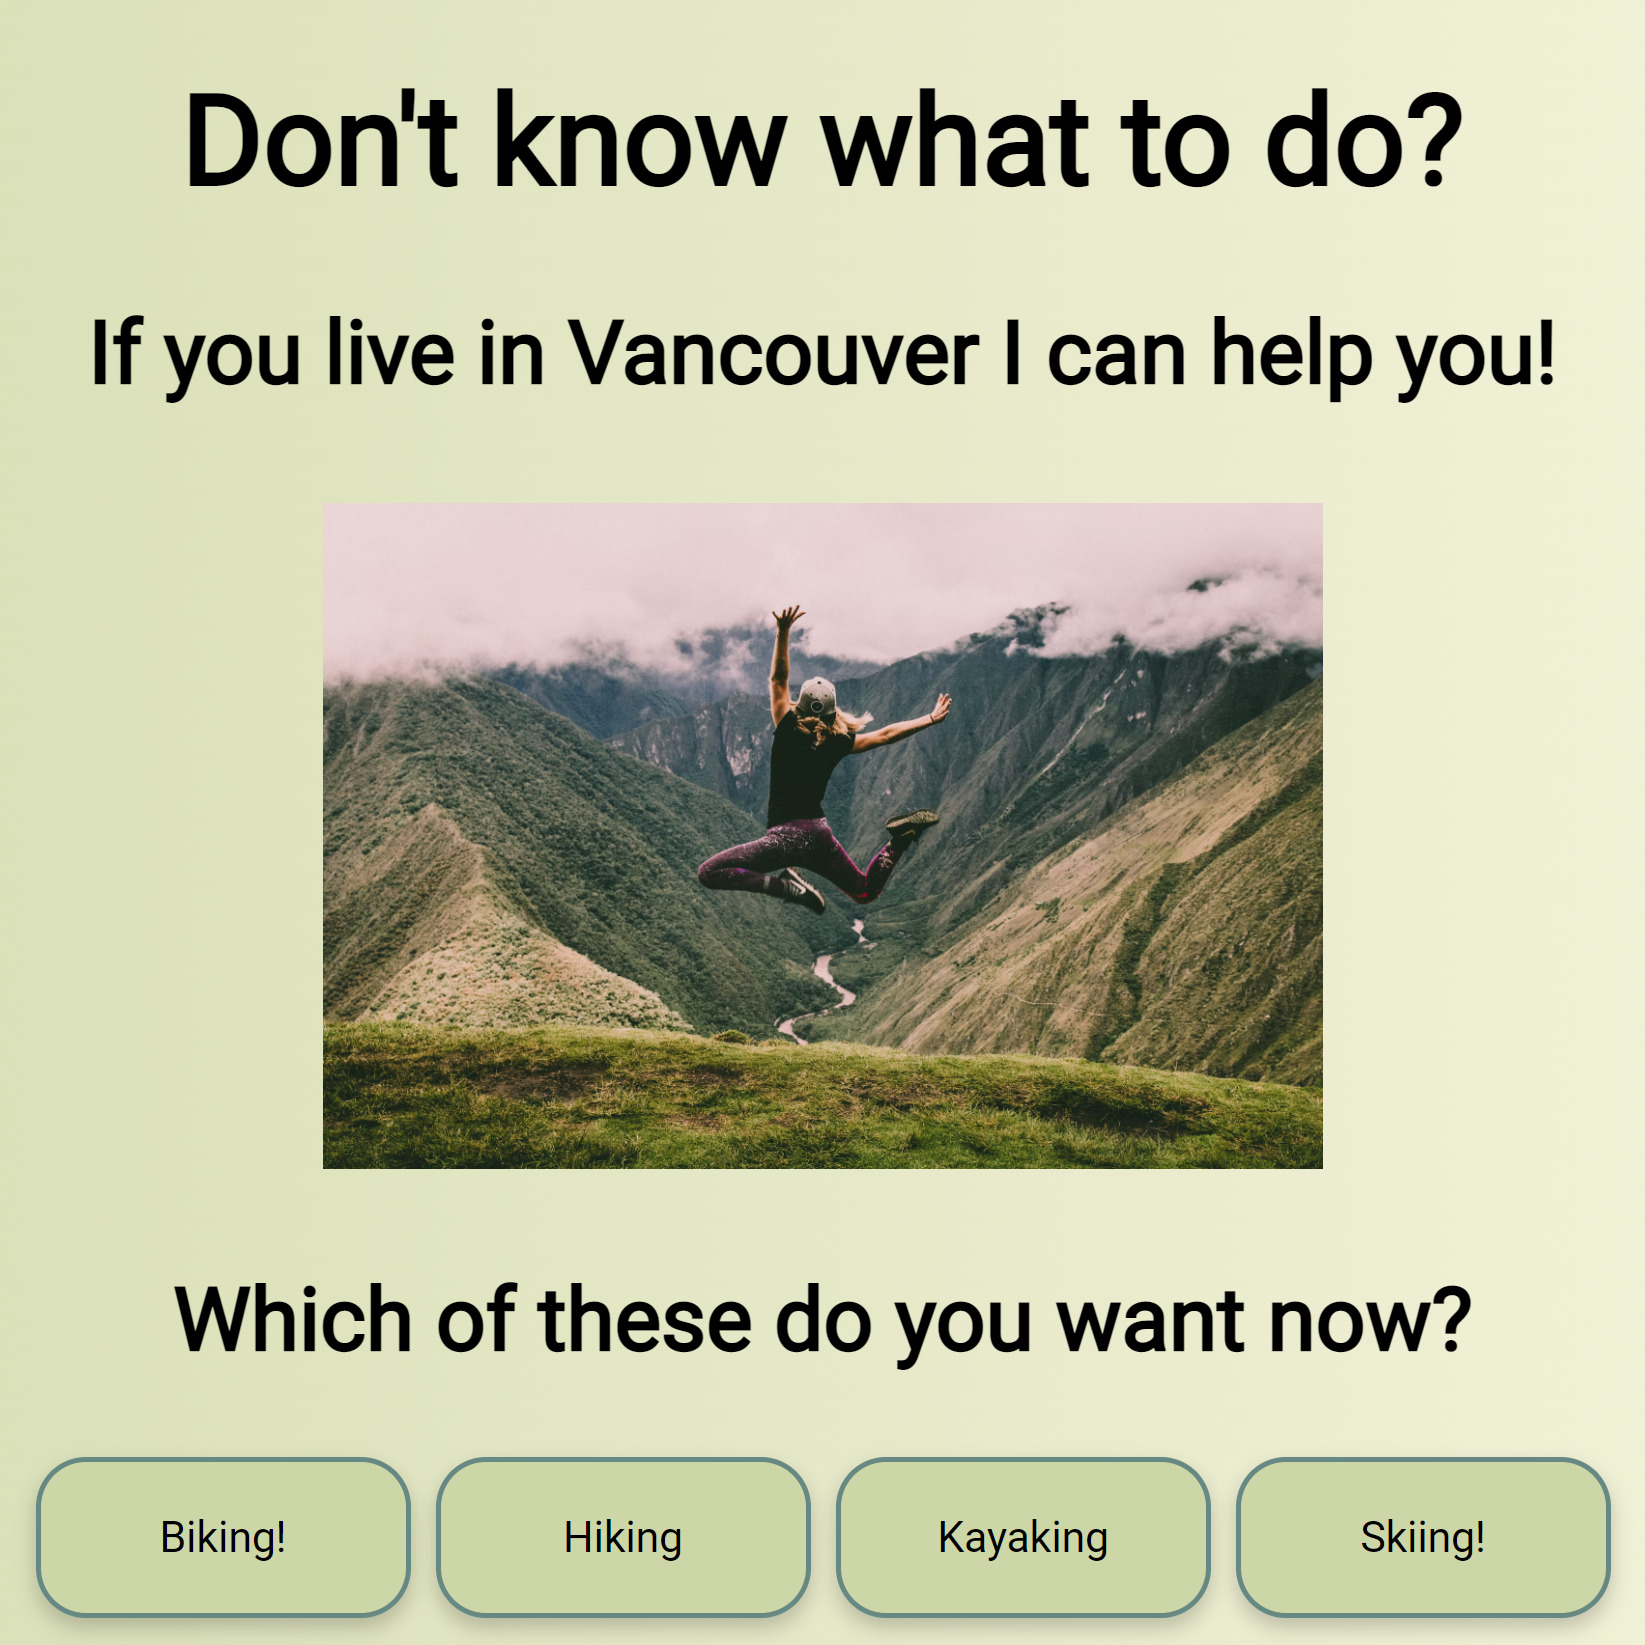 Don't know what to do?
If you live in Vancouver I can help you!
Which of these do you want now?
Biking!
Hiking
Kayaking
Skiing!